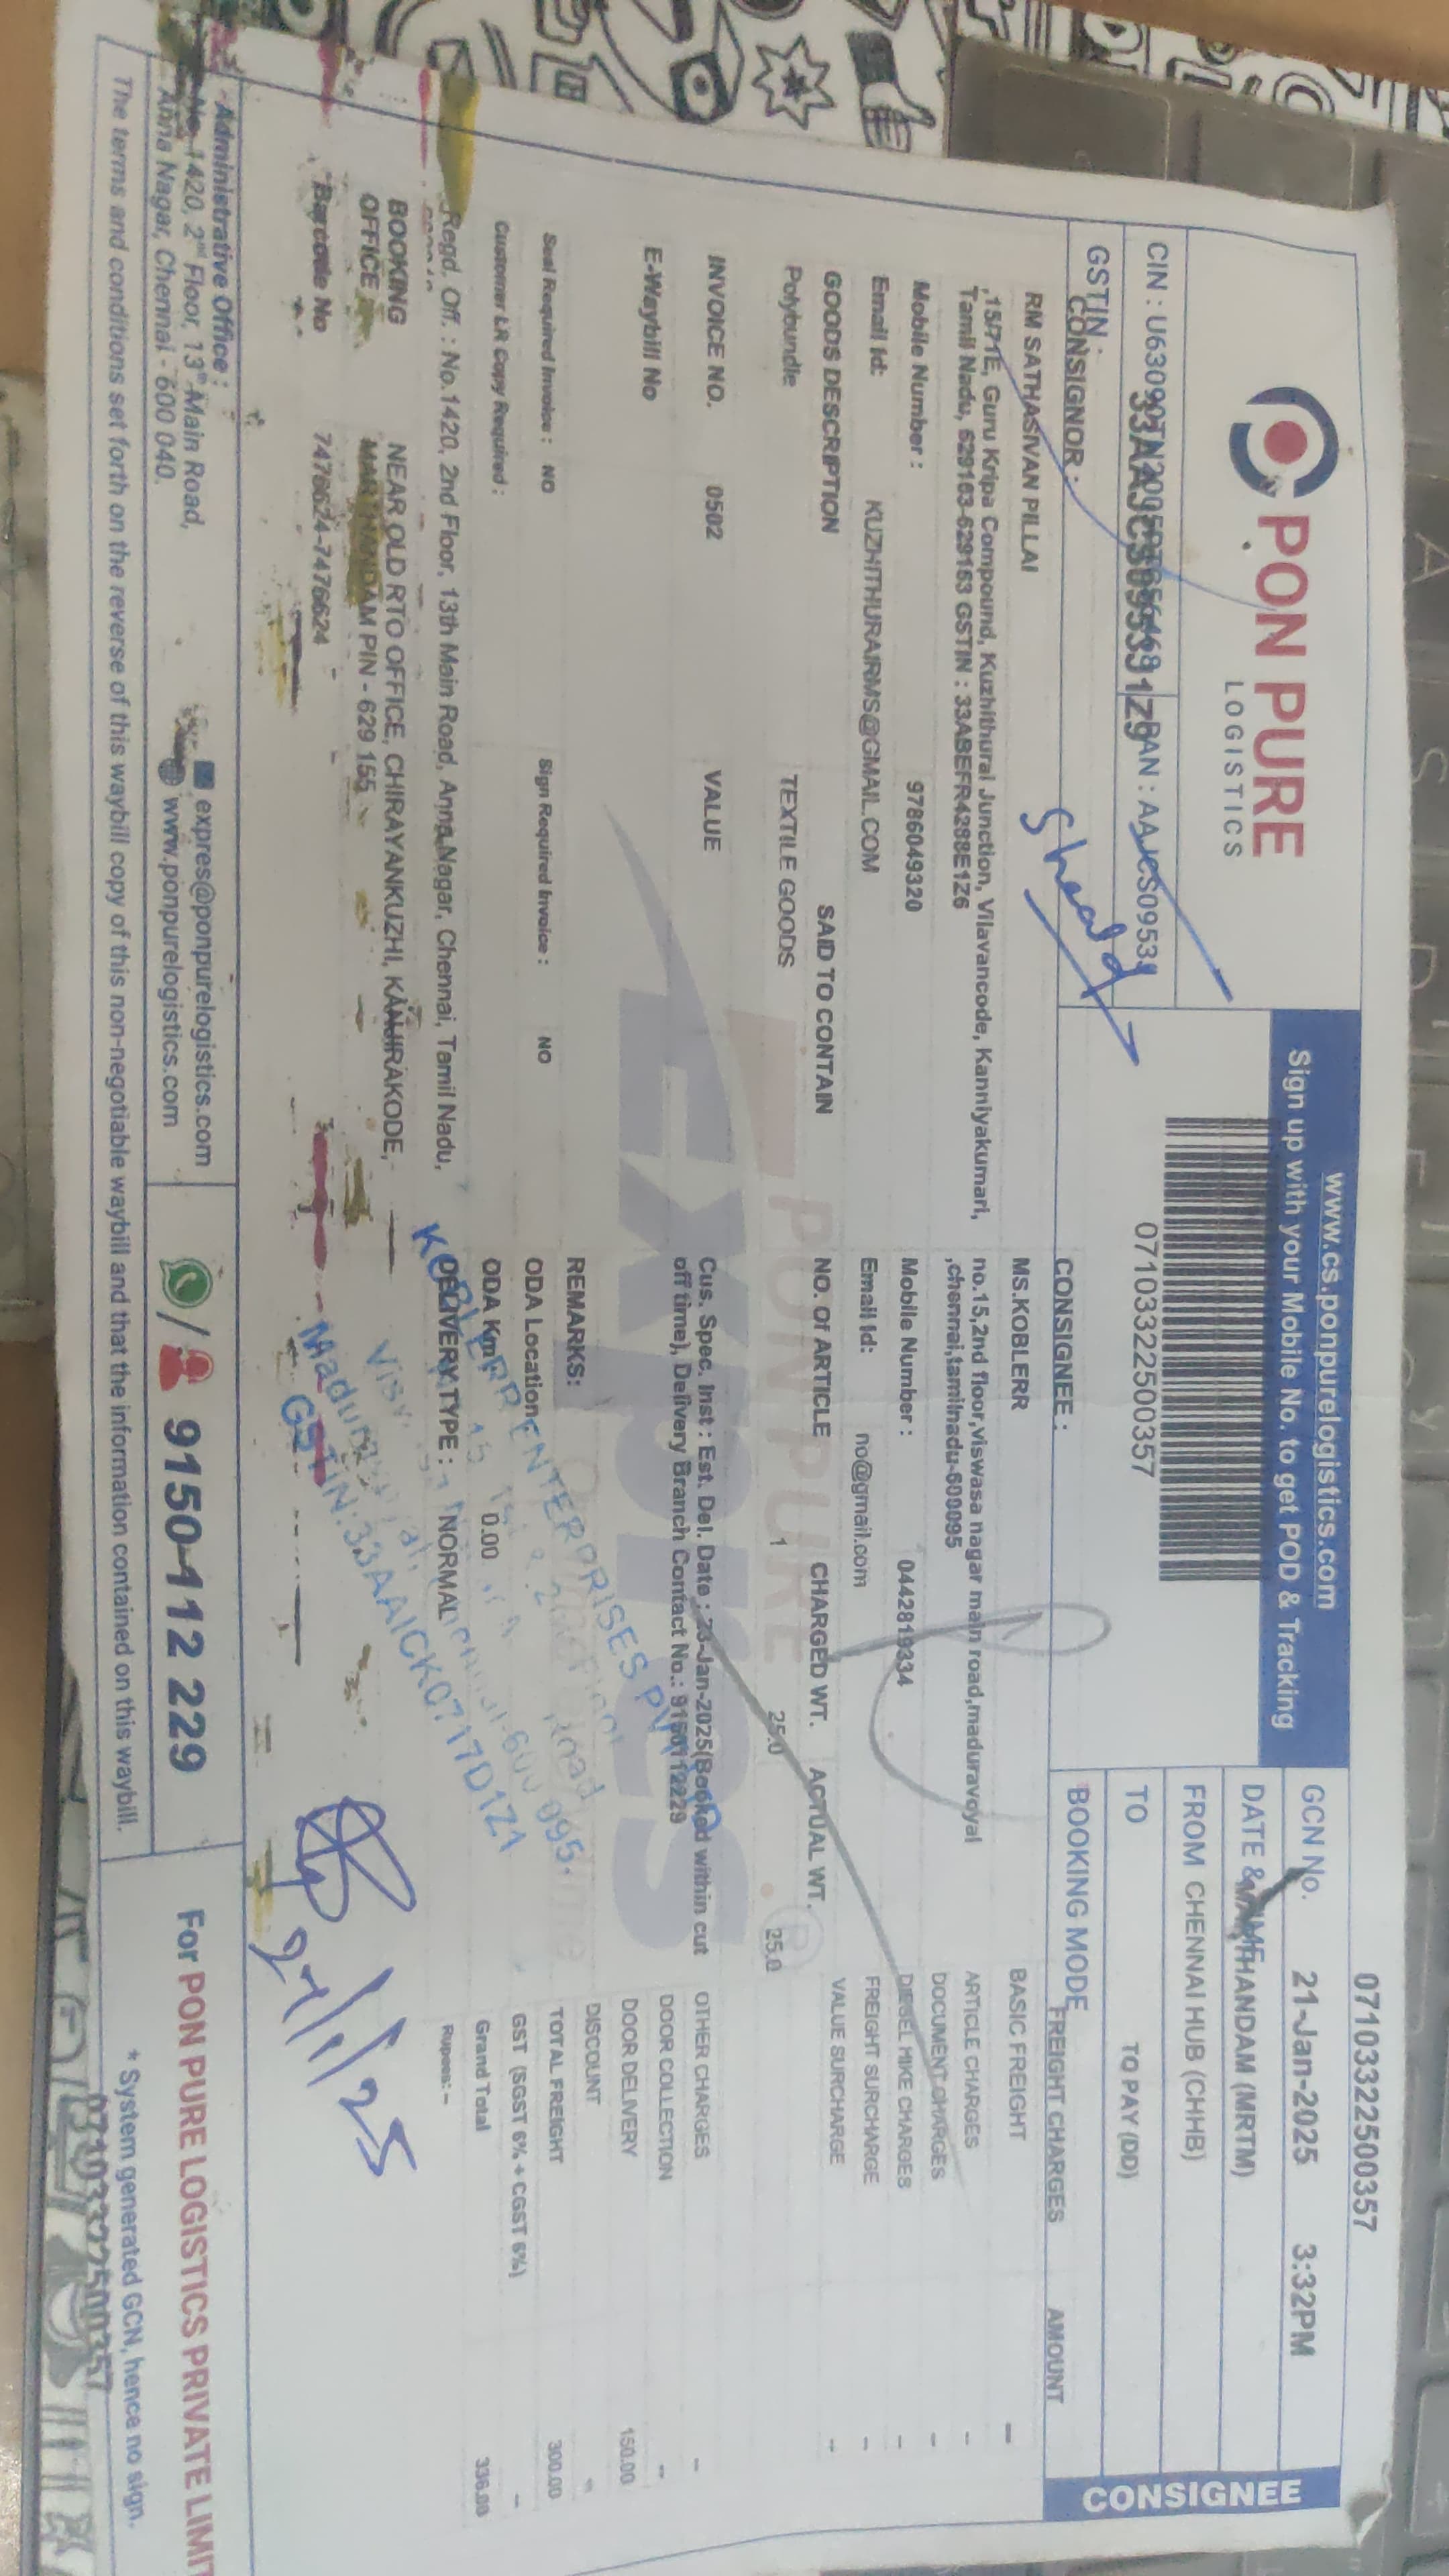 07103322500357
PON PURE
LOGISTICS
www.cs.ponpurelogistics.com
Sign up with your Mobile No. to get POD & Tracking
07103322500357
GCN No. 21-Jan-2025 3:32PM
DATE &
FROM CHENNAI HUB (CHHB)
TO TO PAY (DD)
BOOKING MODE
CONSIGNEE
CIN :
PAN :
GSTIN :
CONSIGNOR :
Sharad
RM SATHASIVAN PILLAI
,15/71E, Guru Kripa Compound, Kuzhithurai Junction, Vilavancode, Kanniyakumari,
Tamil Nadu, 629163-629163 GSTIN : 33ABEFR4288E1Z6
Mobile Number : 9786049320
Email Id: KUZHITHURAIRMS@GMAIL.COM
CONSIGNEE :
MS.KOBLERR
no.15,2nd floor,viswasa nagar main road,maduravoyal
,chennai,tamilnadu-600095
Mobile Number : 0442819334
Email Id: no@gmail.com
FREIGHT CHARGES AMOUNT
BASIC FREIGHT --
ARTICLE CHARGES --
DOCUMENT CHARGES --
DIESEL HIKE CHARGES --
FREIGHT SURCHARGE --
VALUE SURCHARGE --
OTHER CHARGES --
DOOR COLLECTION --
DOOR DELIVERY 150.00
DISCOUNT --
TOTAL FREIGHT 300.00
GST (SGST 6% + CGST 6%) --
Grand Total 336.00
Rupees:--
GOODS DESCRIPTION SAID TO CONTAIN NO. Of ARTICLE CHARGED WT. ACTUAL WT.
Polybundle TEXTILE GOODS 1 25.0 25.0
INVOICE NO. 0502 VALUE
E-Waybill No
Cus. Spec. Inst : Est. Del. Date : 23-Jan-2025(Booked within cut
off time), Delivery Branch Contact No.: 9150112229
PON PURE
EXPRESS
Seal Required Invoice : NO Sign Required Invoice : NO
Customer LR Copy Required :
REMARKS:
ODA Location
ODA Km 0.00
DELIVERY TYPE : NORMAL
Regd. Off. : No.1420, 2nd Floor, 13th Main Road, Anna Nagar, Chennai, Tamil Nadu,
BOOKING
OFFICE
NEAR OLD RTO OFFICE, CHIRAYANKUZHI, KANJIRAKODE,
MARTHANDAM PIN - 629 155
Barcode No 7476624-7476624
KOBLERR ENTERPRISES PVT
GSTIN:33AAICK0717D1Z1
24/1/25
Administrative Office :
No. 1420, 2nd Floor, 13th Main Road,
Anna Nagar, Chennai - 600 040.
expres@ponpurelogistics.com
www.ponpurelogistics.com
/ 9150-112 229
For PON PURE LOGISTICS PRIVATE LIMIT
The terms and conditions set forth on the reverse of this waybill copy of this non-negotiable waybill and that the information contained on this waybill.
* System generated GCN, hence no sign.
07103322500357